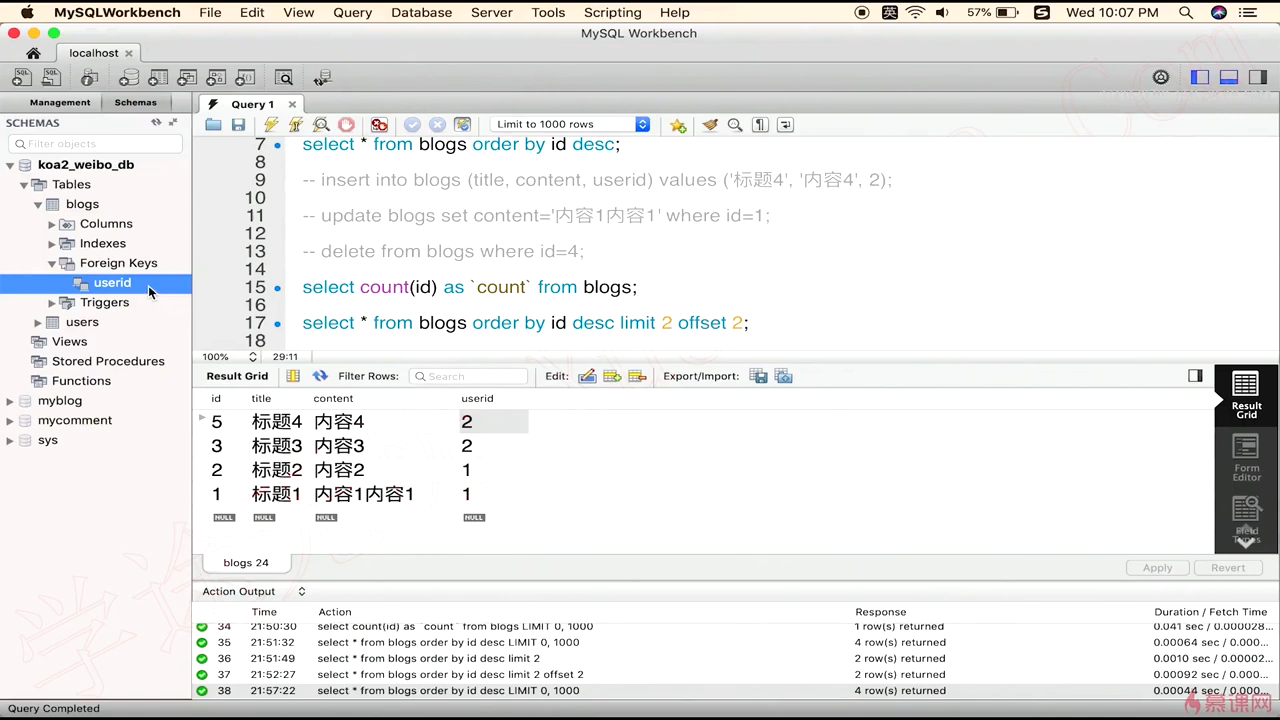 MySQLWorkbench File Edit View Query Database Server Tools Scripting Help 英 57% S Wed 10:07 PM
MySQL Workbench
localhost
Management Schemas Query 1
SCHEMAS
Filter objects
Limit to 1000 rows
koa2_weibo_db
Tables
blogs
Columns
Indexes
Foreign Keys
userid
Triggers
users
Views
Stored Procedures
Functions
myblog
mycomment
sys
7 select * from blogs order by id desc;
8
9 -- insert into blogs (title, content, userid) values ('标题4', '内容4', 2);
10
11 -- update blogs set content='内容1内容1' where id=1;
12
13 -- delete from blogs where id=4;
14
15 select count(id) as `count` from blogs;
16
17 select * from blogs order by id desc limit 2 offset 2;
18
100% 29:11
Result Grid Filter Rows: Search Edit: Export/Import:
id title content userid
5 标题4 内容4 2
3 标题3 内容3 2
2 标题2 内容2 1
1 标题1 内容1内容1 1
NULL NULL NULL NULL
Result Grid
Form Editor
Field Types
blogs 24 Apply Revert
Action Output
Time Action Response Duration / Fetch Time
34 21:50:30 select count(id) as `count` from blogs LIMIT 0, 1000 1 row(s) returned 0.041 sec / 0.000028...
35 21:51:32 select * from blogs order by id desc LIMIT 0, 1000 4 row(s) returned 0.00064 sec / 0.000...
36 21:51:49 select * from blogs order by id desc limit 2 2 row(s) returned 0.0010 sec / 0.00002...
37 21:52:27 select * from blogs order by id desc limit 2 offset 2 2 row(s) returned 0.00092 sec / 0.000...
38 21:57:22 select * from blogs order by id desc LIMIT 0, 1000 4 row(s) returned 0.00044 sec / 0.000...
Query Completed
慕课网